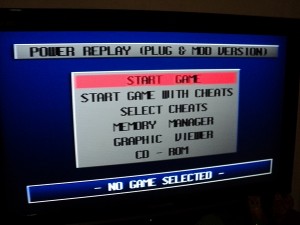 POWER REPLAY (PLUG & MOD VERSION)
START GAME
START GAME WITH CHEATS
SELECT CHEATS
MEMORY MANAGER
GRAPHIC VIEWER
CD - ROM
- NO GAME SELECTED -